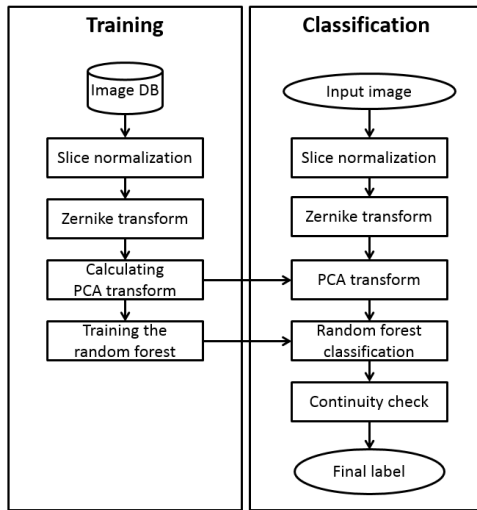 Training
Image DB
Slice normalization
Zernike transform
Calculating
PCA transform
Training the
random forest
Classification
Input image
Slice normalization
Zernike transform
PCA transform
Random forest
classification
Continuity check
Final label